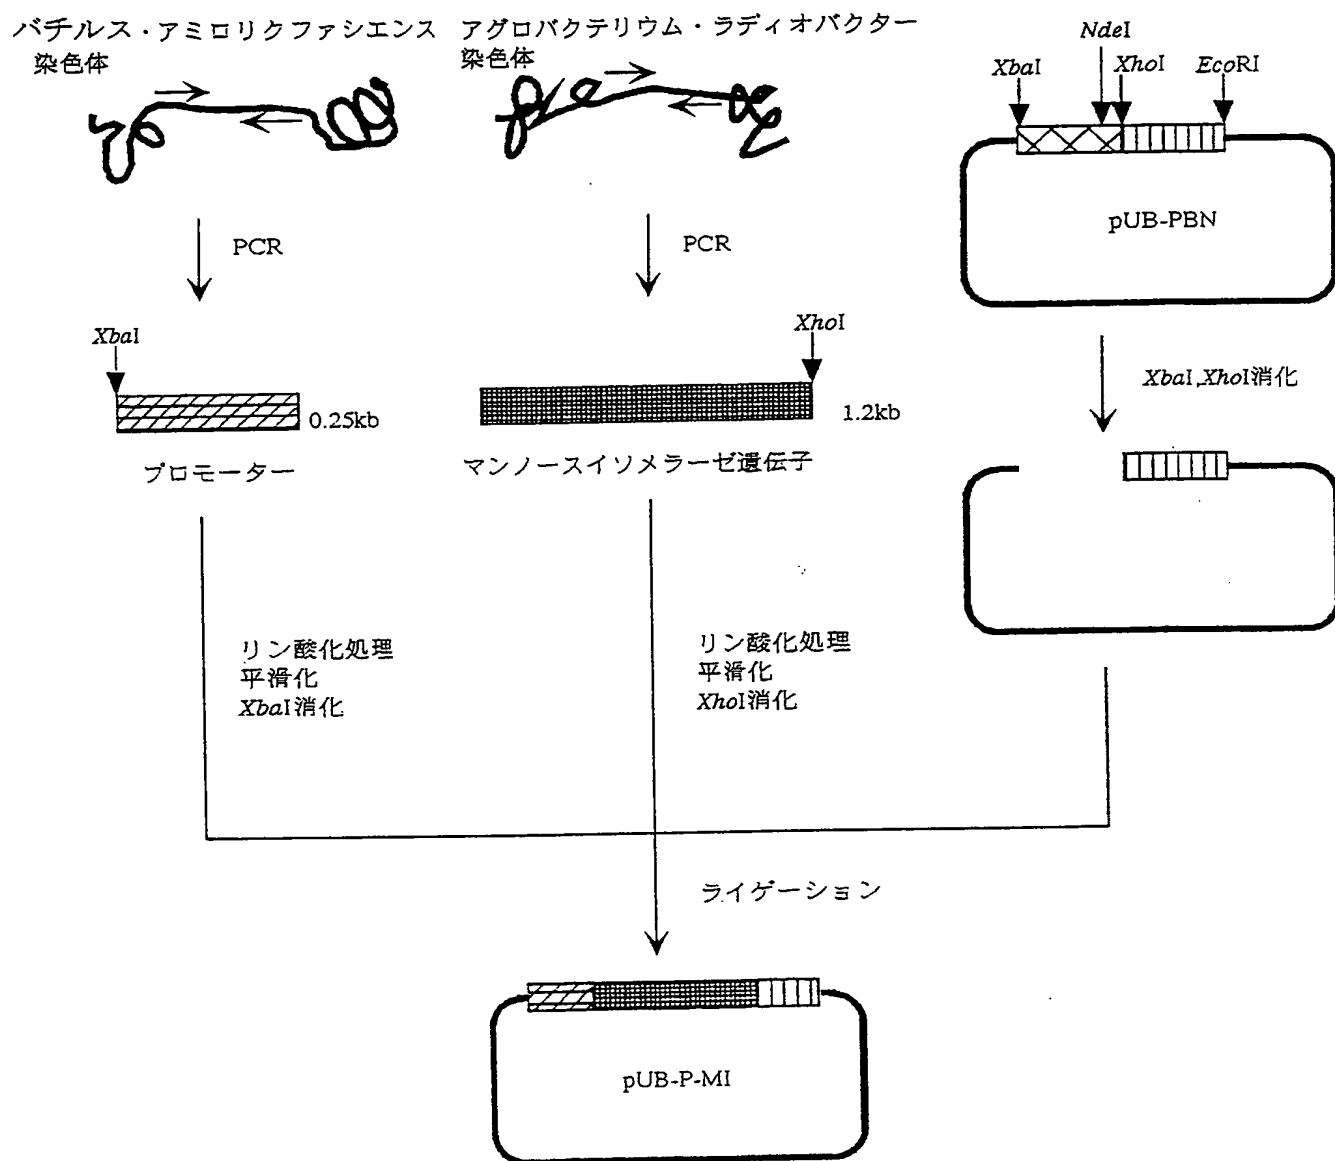 バチルス・アミロリクファシエンス
染色体
アグロバクテリウム・ラディオバクター
染色体
NdeI
XbaI
XhoI
EcoRI
pUB-PBN
PCR
PCR
XbaI
XhoI
XbaI,XhoI消化
0.25kb
1.2kb
プロモーター
マンノースイソメラーゼ遺伝子
リン酸化処理
平滑化
XbaI消化
リン酸化処理
平滑化
XhoI消化
ライゲーション
pUB-P-MI